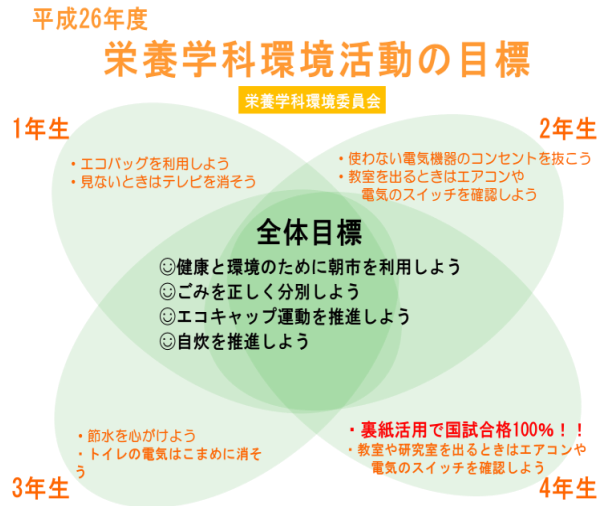 平成26年度
栄養学科環境活動の目標
栄養学科環境委員会
1年生
・エコバッグを利用しよう
・見ないときはテレビを消そう
2年生
・使わない電気機器のコンセントを抜こう
・教室を出るときはエアコンや
電気のスイッチを確認しよう
全体目標
☺健康と環境のために朝市を利用しよう
☺ごみを正しく分別しよう
☺エコキャップ運動を推進しよう
☺自炊を推進しよう
・節水を心がけよう
・トイレの電気はこまめに消そ
う
3年生
・裏紙活用で国試合格100%！！
・教室や研究室を出るときはエアコンや
電気のスイッチを確認しよう
4年生